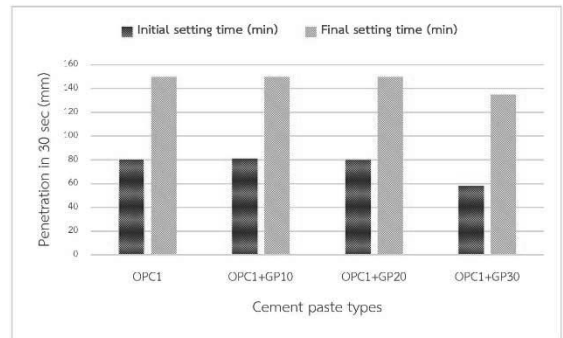 Initial setting time (min) Final setting time (min)
Penetration in 30 sec (mm)
160
140
120
100
80
60
40
20
0
OPC1 OPC1+GP10 OPC1+GP20 OPC1+GP30
Cement paste types